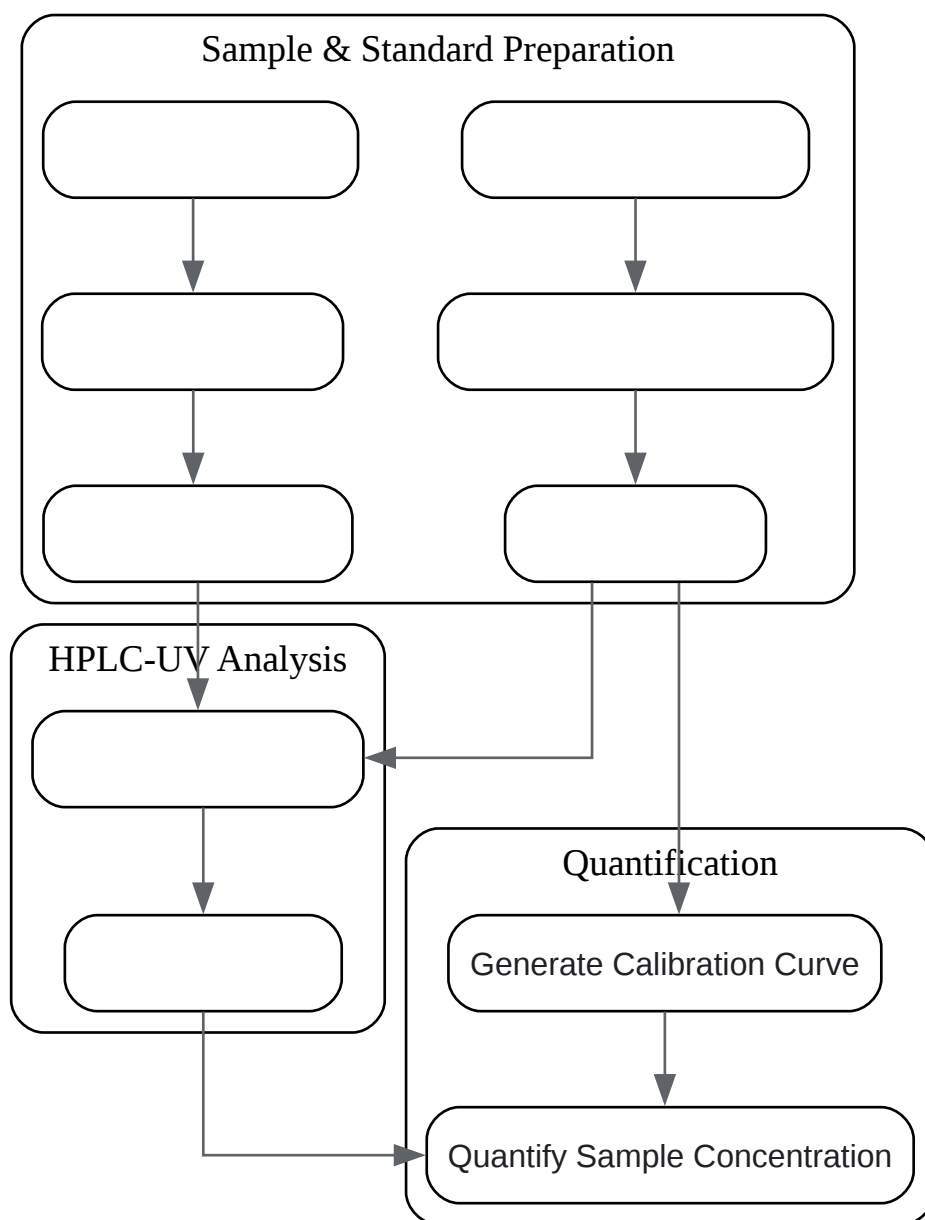 Sample & Standard Preparation
HPLC-UV Analysis
Quantification
Generate Calibration Curve
Quantify Sample Concentration